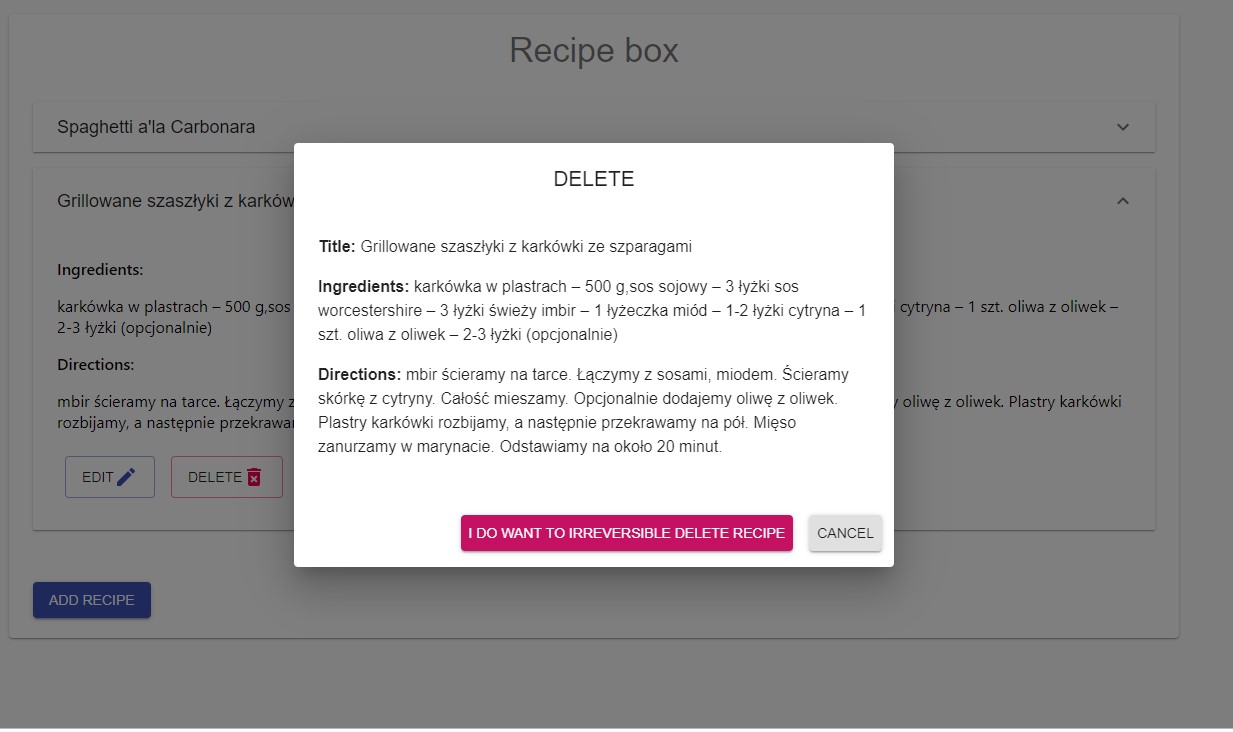 Recipe box
Spaghetti a'la Carbonara
Grillowane szaszłyki z karków
Ingredients:
karkówka w plastrach – 500 g,sos
cytryna – 1 szt. oliwa z oliwek –
2-3 łyżki (opcjonalnie)
Directions:
mbir ścieramy na tarce. Łączymy z
oliwę z oliwek. Plastry karkówki
rozbijamy, a następnie przekrawar
EDIT
DELETE
ADD RECIPE
DELETE
Title: Grillowane szaszłyki z karkówki ze szparagami
Ingredients: karkówka w plastrach – 500 g,sos sojowy – 3 łyżki sos
worcestershire – 3 łyżki świeży imbir – 1 łyżeczka miód – 1-2 łyżki cytryna – 1
szt. oliwa z oliwek – 2-3 łyżki (opcjonalnie)
Directions: mbir ścieramy na tarce. Łączymy z sosami, miodem. Ścieramy
skórkę z cytryny. Całość mieszamy. Opcjonalnie dodajemy oliwę z oliwek.
Plastry karkówki rozbijamy, a następnie przekrawamy na pół. Mięso
zanurzamy w marynacie. Odstawiamy na około 20 minut.
I DO WANT TO IRREVERSIBLE DELETE RECIPE
CANCEL